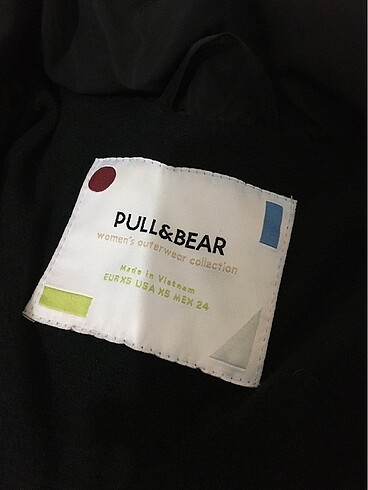 PULL&BEAR
women's outerwear collection
Made in Vietnam
EUR XS USA XS MEX 24